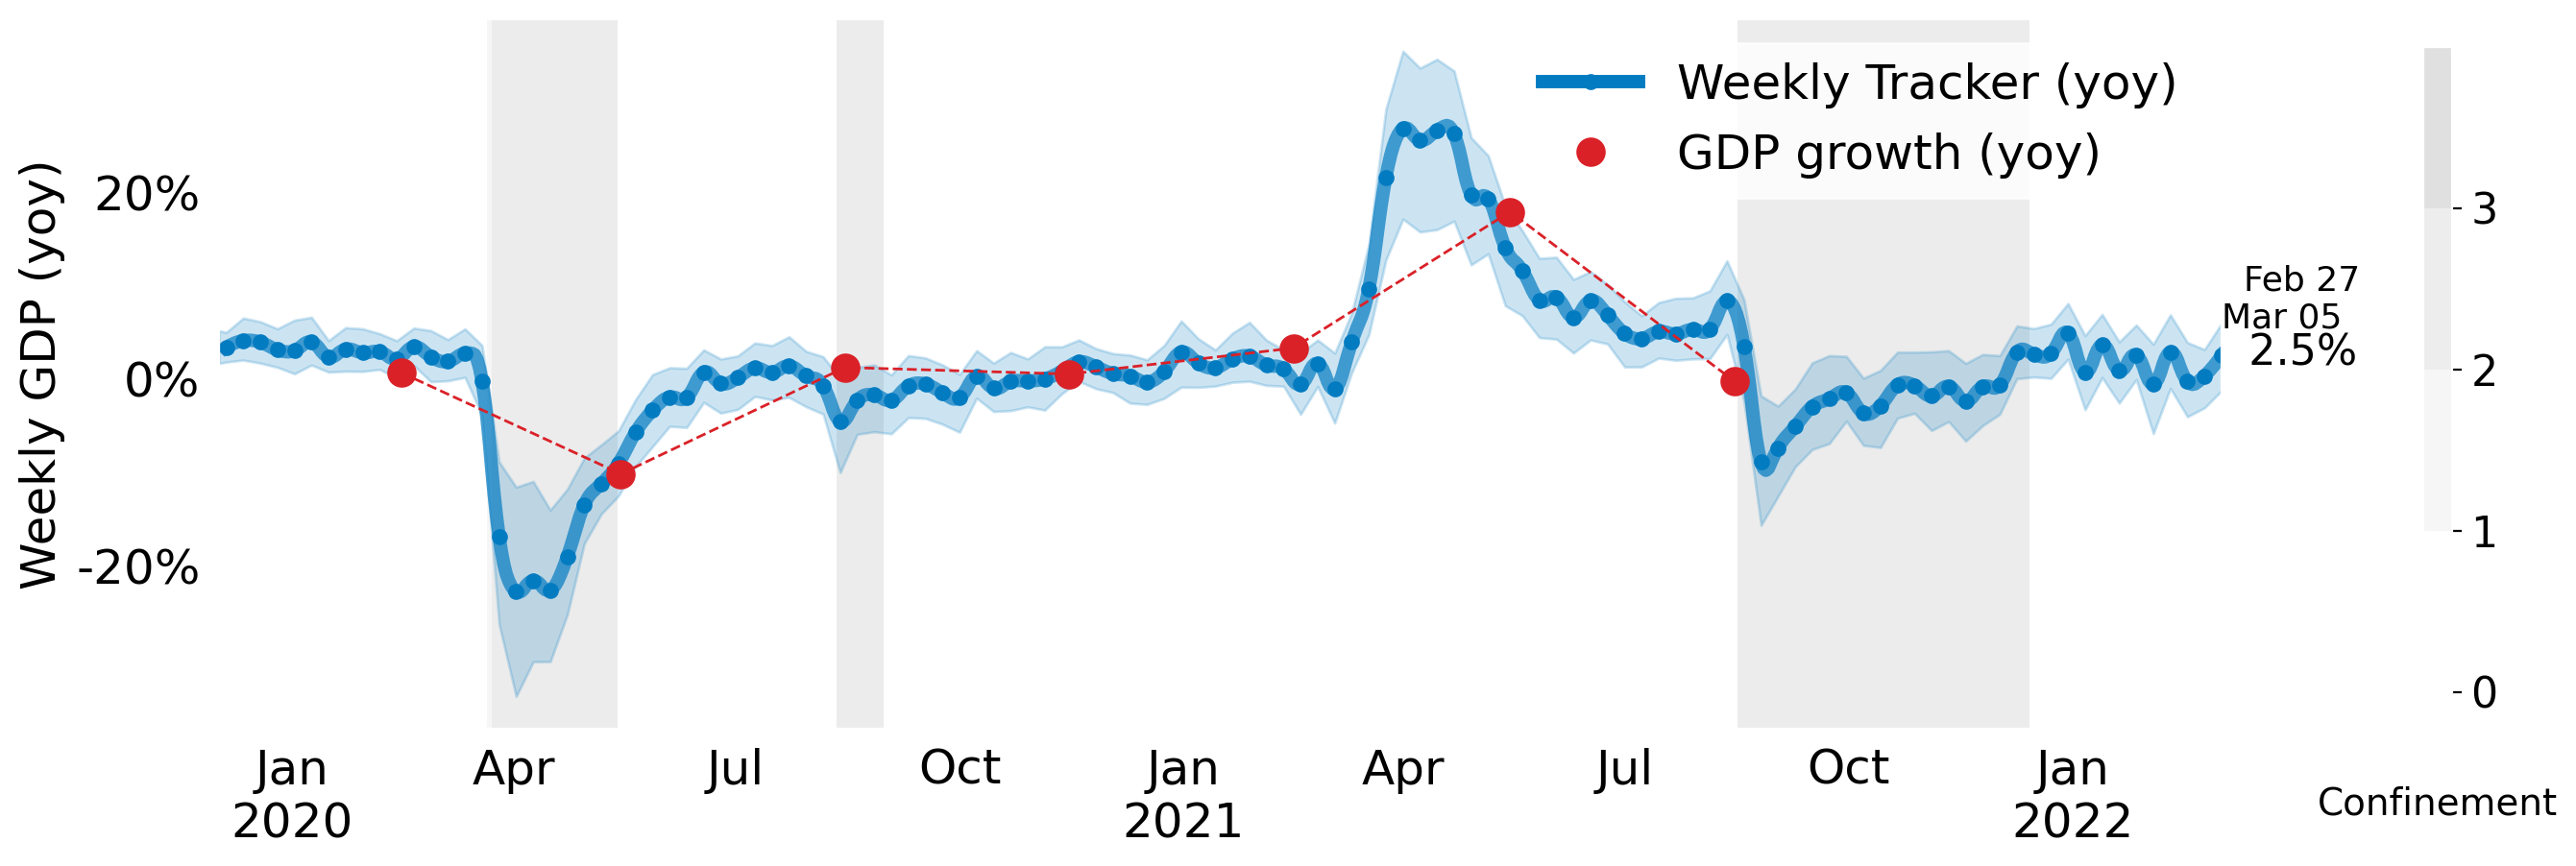 Weekly GDP (yoy)
20%
0%
-20%
Weekly Tracker (yoy)
GDP growth (yoy)
Feb 27
Mar 05
2.5%
3
2
1
0
Confinement
Jan Apr Jul Oct Jan Apr Jul Oct Jan
2020 2021 2022